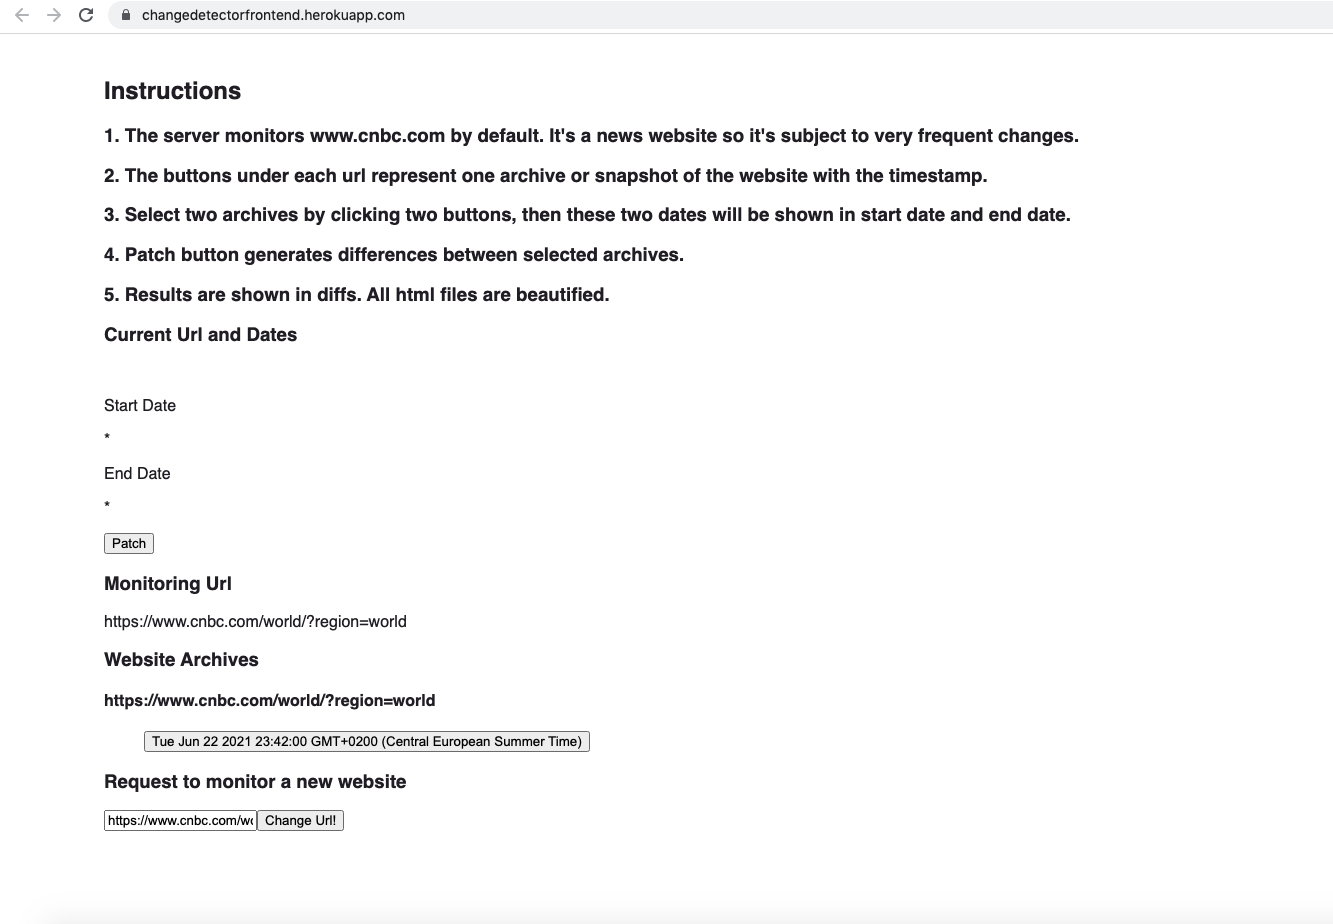 changedetectorfrontend.herokuapp.com
Instructions
1. The server monitors www.cnbc.com by default. It's a news website so it's subject to very frequent changes.
2. The buttons under each url represent one archive or snapshot of the website with the timestamp.
3. Select two archives by clicking two buttons, then these two dates will be shown in start date and end date.
4. Patch button generates differences between selected archives.
5. Results are shown in diffs. All html files are beautified.
Current Url and Dates
Start Date
*
End Date
*
Patch
Monitoring Url
https://www.cnbc.com/world/?region=world
Website Archives
https://www.cnbc.com/world/?region=world
Tue Jun 22 2021 23:42:00 GMT+0200 (Central European Summer Time)
Request to monitor a new website
https://www.cnbc.com/wo Change Url!